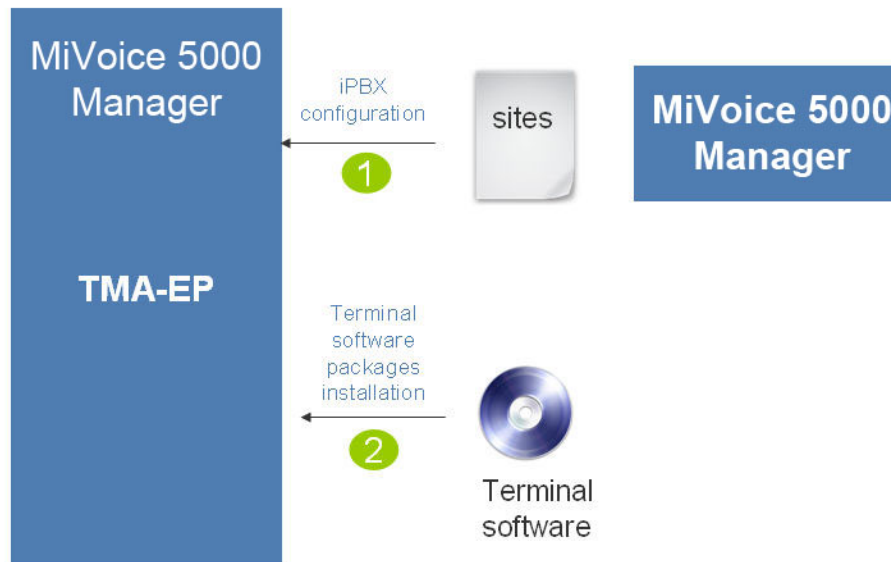 MiVoice 5000
Manager
TMA-EP
iPBX
configuration
1
sites
MiVoice 5000
Manager
Terminal
software
packages
installation
2
Terminal
software